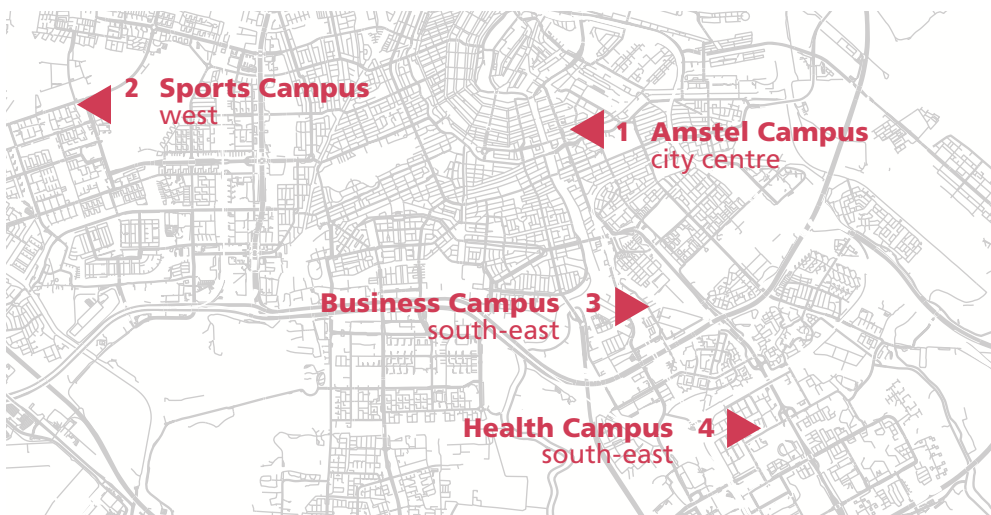 2 Sports Campus
west
1 Amstel Campus
city centre
Business Campus 3
south-east
Health Campus 4
south-east